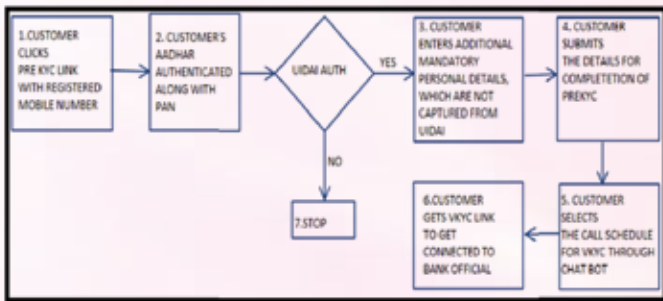 1.CUSTOMER
CLICKS
PRE KYC LINK
WITH REGISTERED
MOBILE NUMBER
2. CUSTOMER'S
AADHAR
AUTHENTICATED
ALONG WITH
PAN
UIDAI AUTH
YES
NO
3. CUSTOMER
ENTERS ADDITIONAL
MANDATORY
PERSONAL DETAILS,
WHICH ARE NOT
CAPTURED FROM
UIDAI
4. CUSTOMER
SUBMITS
THE DETAILS FOR
COMPLETETION OF
PREKYC
5. CUSTOMER
SELECTS
THE CALL SCHEDULE
FOR VKYC THROUGH
CHAT BOT
6.CUSTOMER
GETS VKYC LINK
TO GET
CONNECTED TO
BANK OFFICIAL
7.STOP